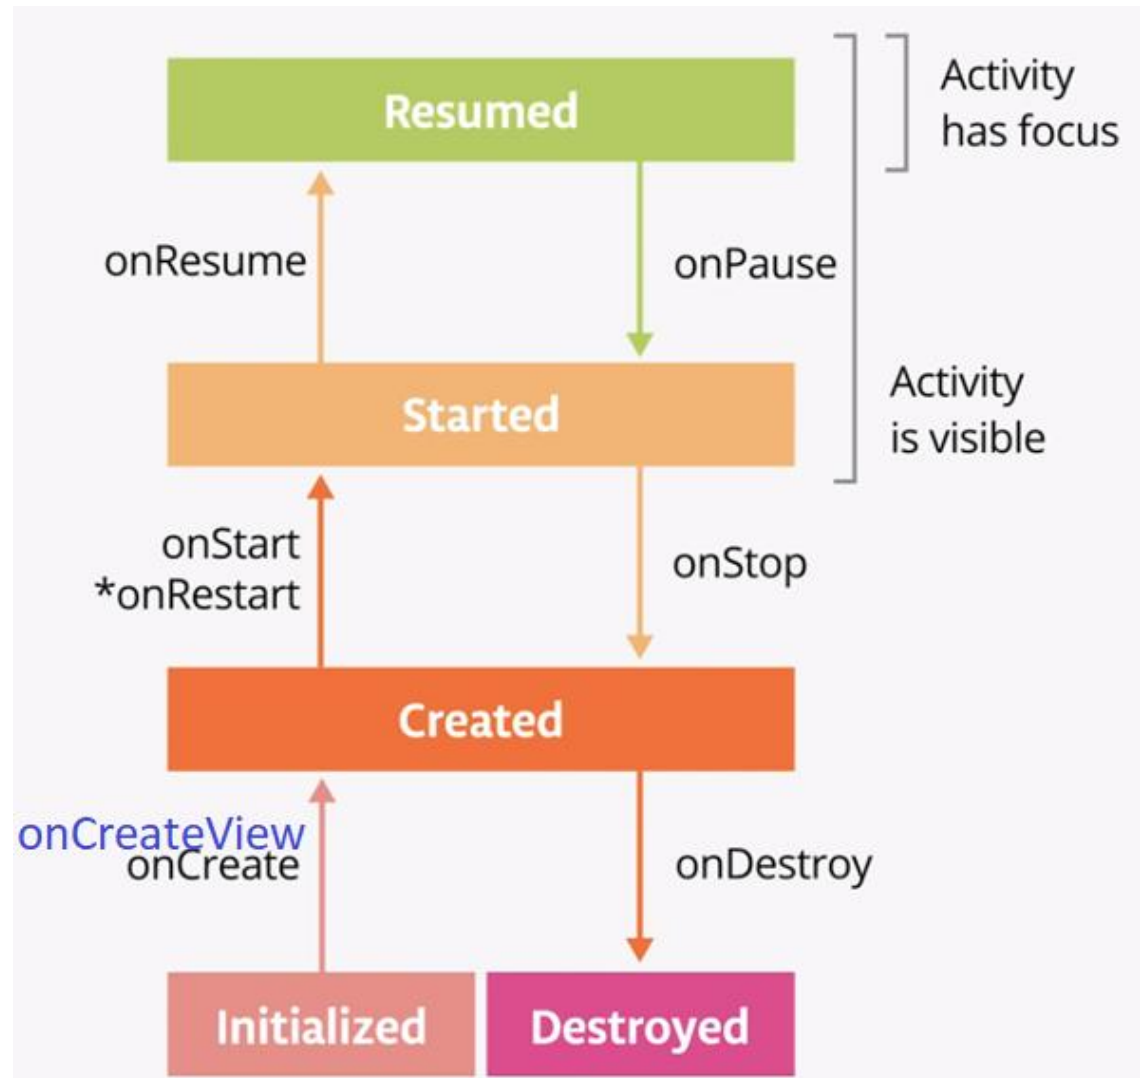 Resumed
Activity
has focus
onResume
onPause
Started
Activity
is visible
onStart
*onRestart
onStop
Created
onCreateView
onCreate
onDestroy
Initialized
Destroyed